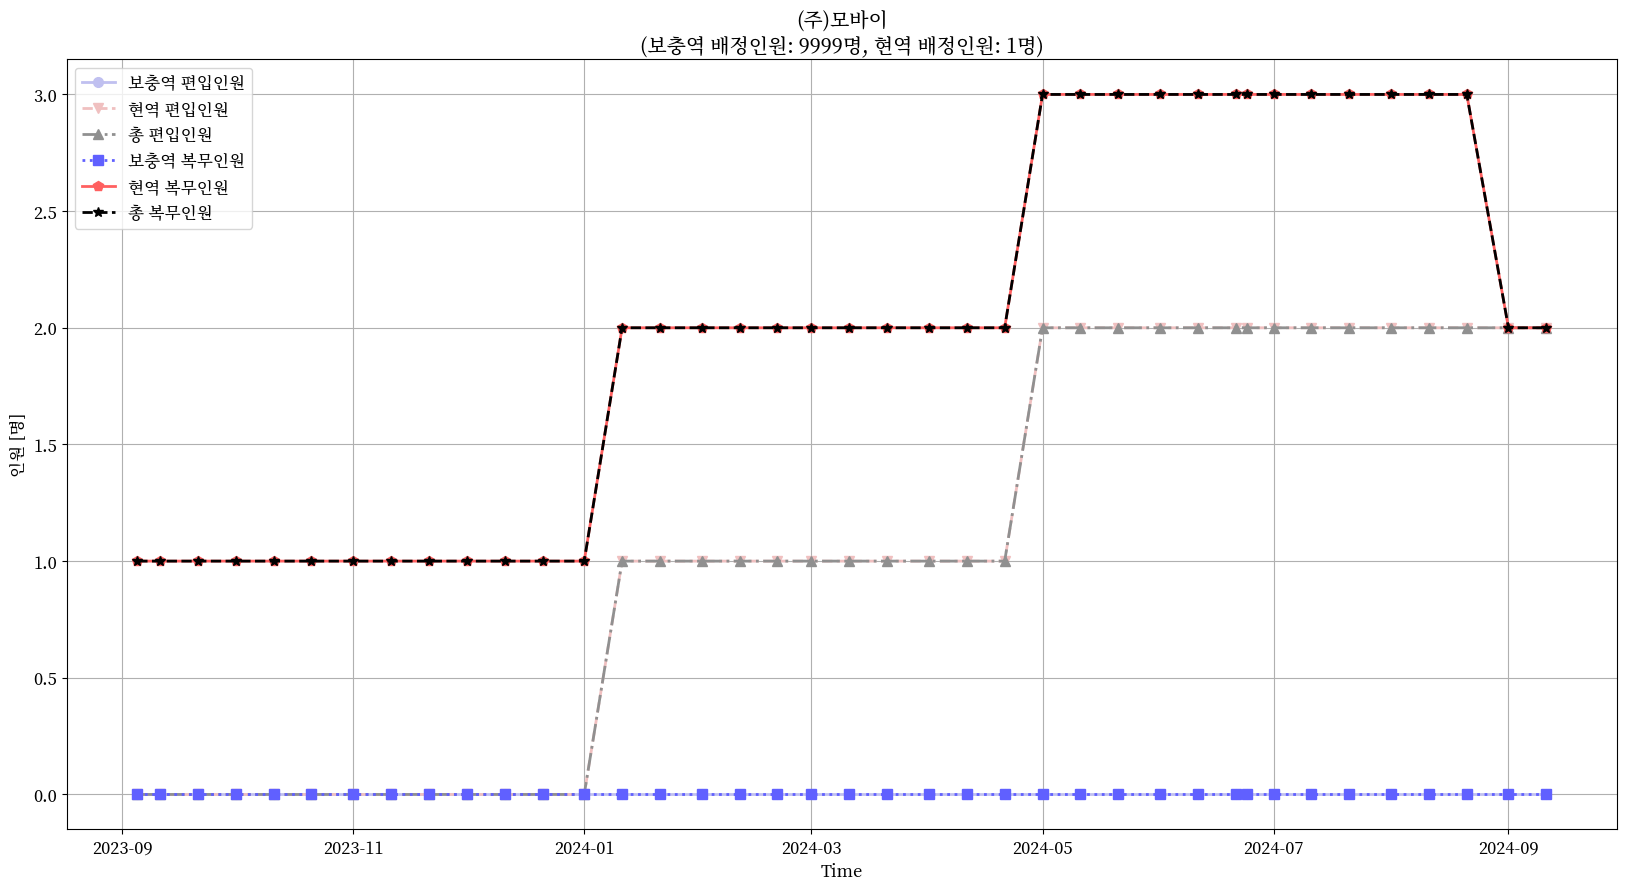 (주)모바이
(보충역 배정인원: 9999명, 현역 배정인원: 1명)
보충역 편입인원
현역 편입인원
총 편입인원
보충역 복무인원
현역 복무인원
총 복무인원
3.0
2.5
2.0
1.5
1.0
0.5
0.0
인원 [명]
2023-09
2023-11
2024-01
2024-03
2024-05
2024-07
2024-09
Time